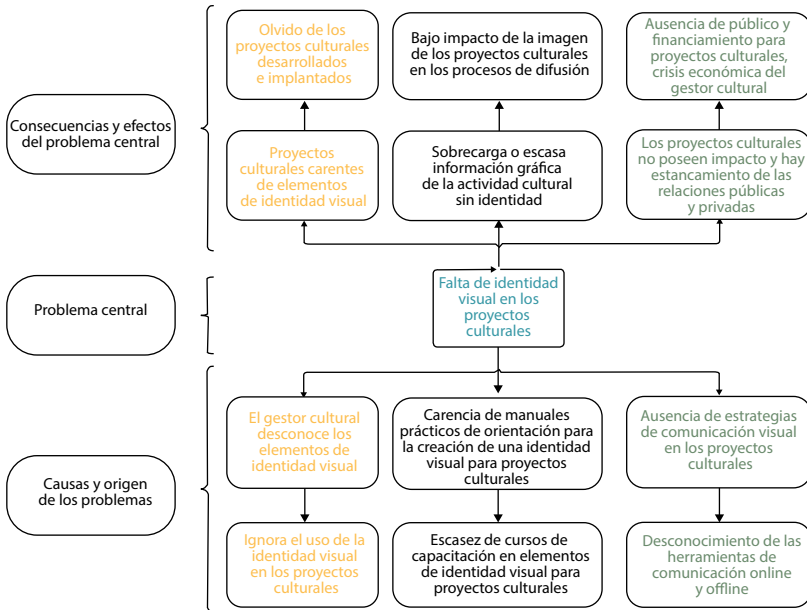 Olvido de los
proyectos culturales
desarrollados
e implantados
Bajo impacto de la imagen
de los proyectos culturales
en los procesos de difusión
Ausencia de público y
financiamiento para
proyectos culturales,
crisis económica del
gestor cultural
Consecuencias y efectos
del problema central
Proyectos
culturales carentes
de elementos
de identidad visual
Sobrecarga o escasa
información gráfica
de la actividad cultural
sin identidad
Los proyectos culturales
no poseen impacto y hay
estancamiento de las
relaciones públicas
y privadas
Problema central
Falta de identidad
visual en los
proyectos
culturales
Causas y origen
de los problemas
El gestor cultural
desconoce los
elementos de
identidad visual
Carencia de manuales
prácticos de orientación para
la creación de una identidad
visual para proyectos
culturales
Ausencia de estrategias
de comunicación visual
en los proyectos
culturales
Ignora el uso de la
identidad visual
en los proyectos
culturales
Escasez de cursos de
capacitación en elementos
de identidad visual para
proyectos culturales
Desconocimiento de las
herramientas de
comunicación online
y offline